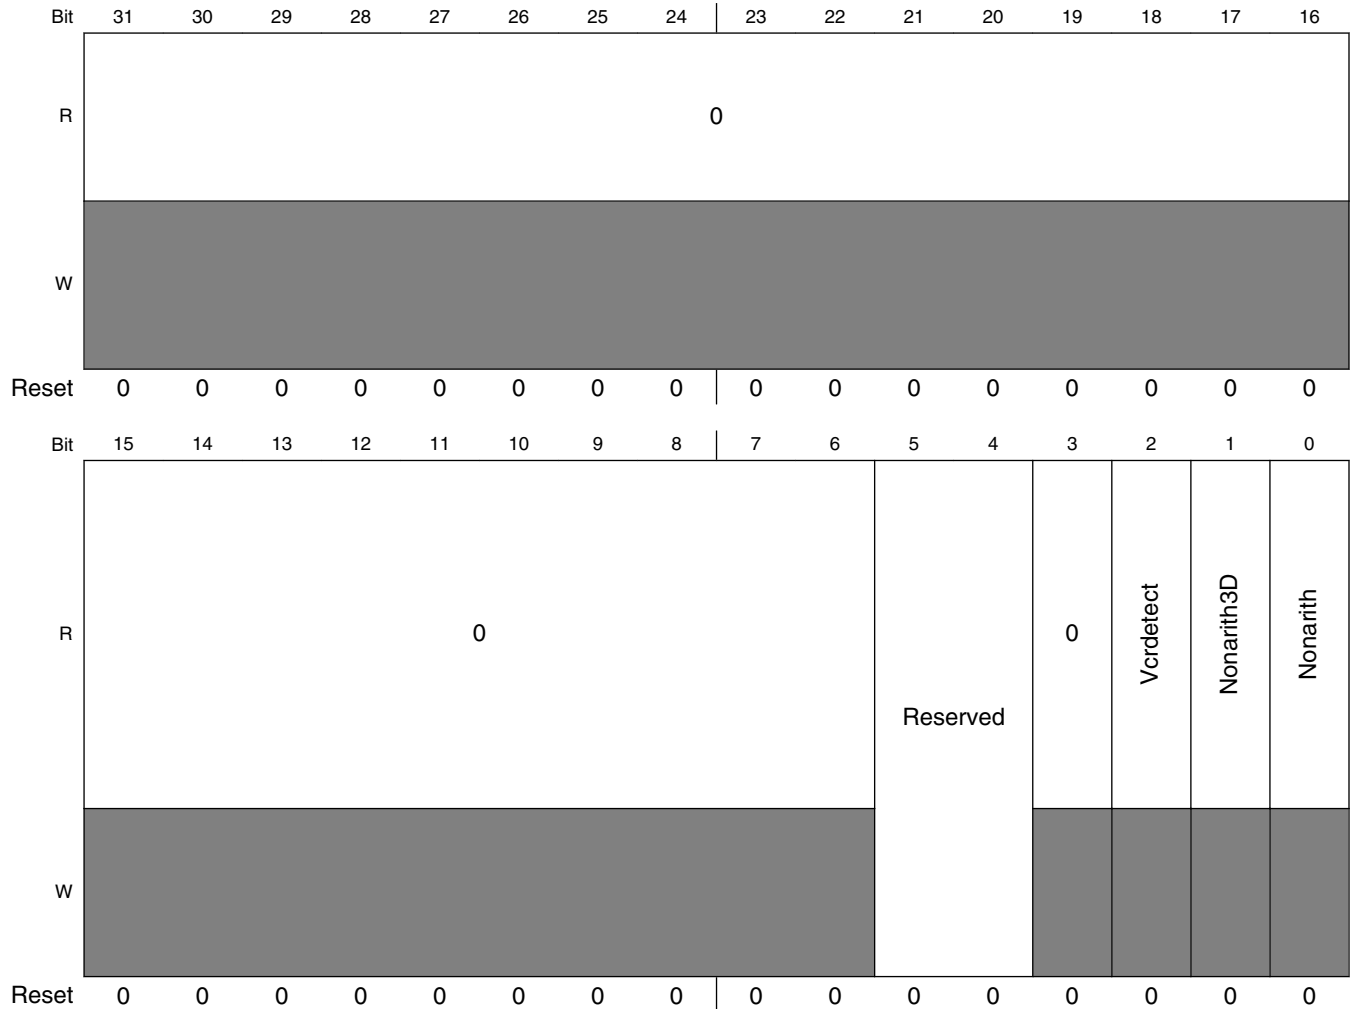 Bit 31 30 29 28 27 26 25 24 23 22 21 20 19 18 17 16
R 0
W
Reset 0 0 0 0 0 0 0 0 0 0 0 0 0 0 0 0
Bit 15 14 13 12 11 10 9 8 7 6 5 4 3 2 1 0
R 0 Reserved 0 Vcrdetect Nonarith3D Nonarith
W
Reset 0 0 0 0 0 0 0 0 0 0 0 0 0 0 0 0